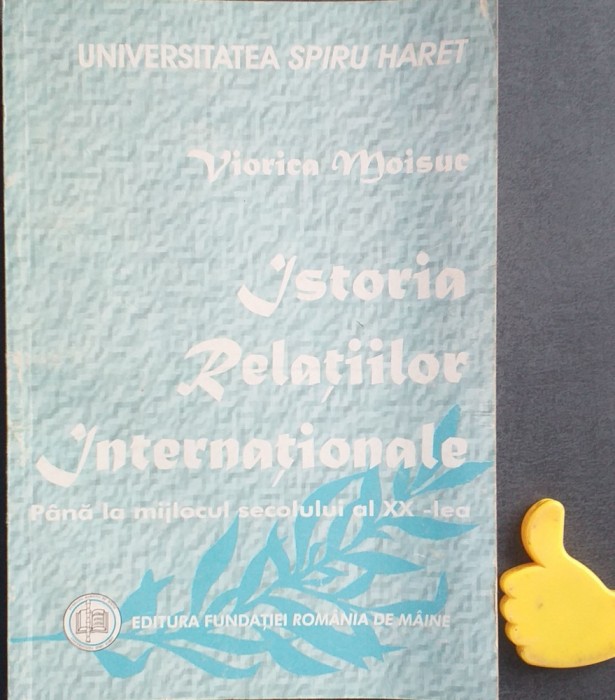 UNIVERSITATEA SPIRU HARET
Viorica Moisuc
Istoria
Relațiilor
Internaționale
Până la mijlocul secolului al XX -lea
EDITURA FUNDAȚIEI ROMÂNIA DE MÂINE